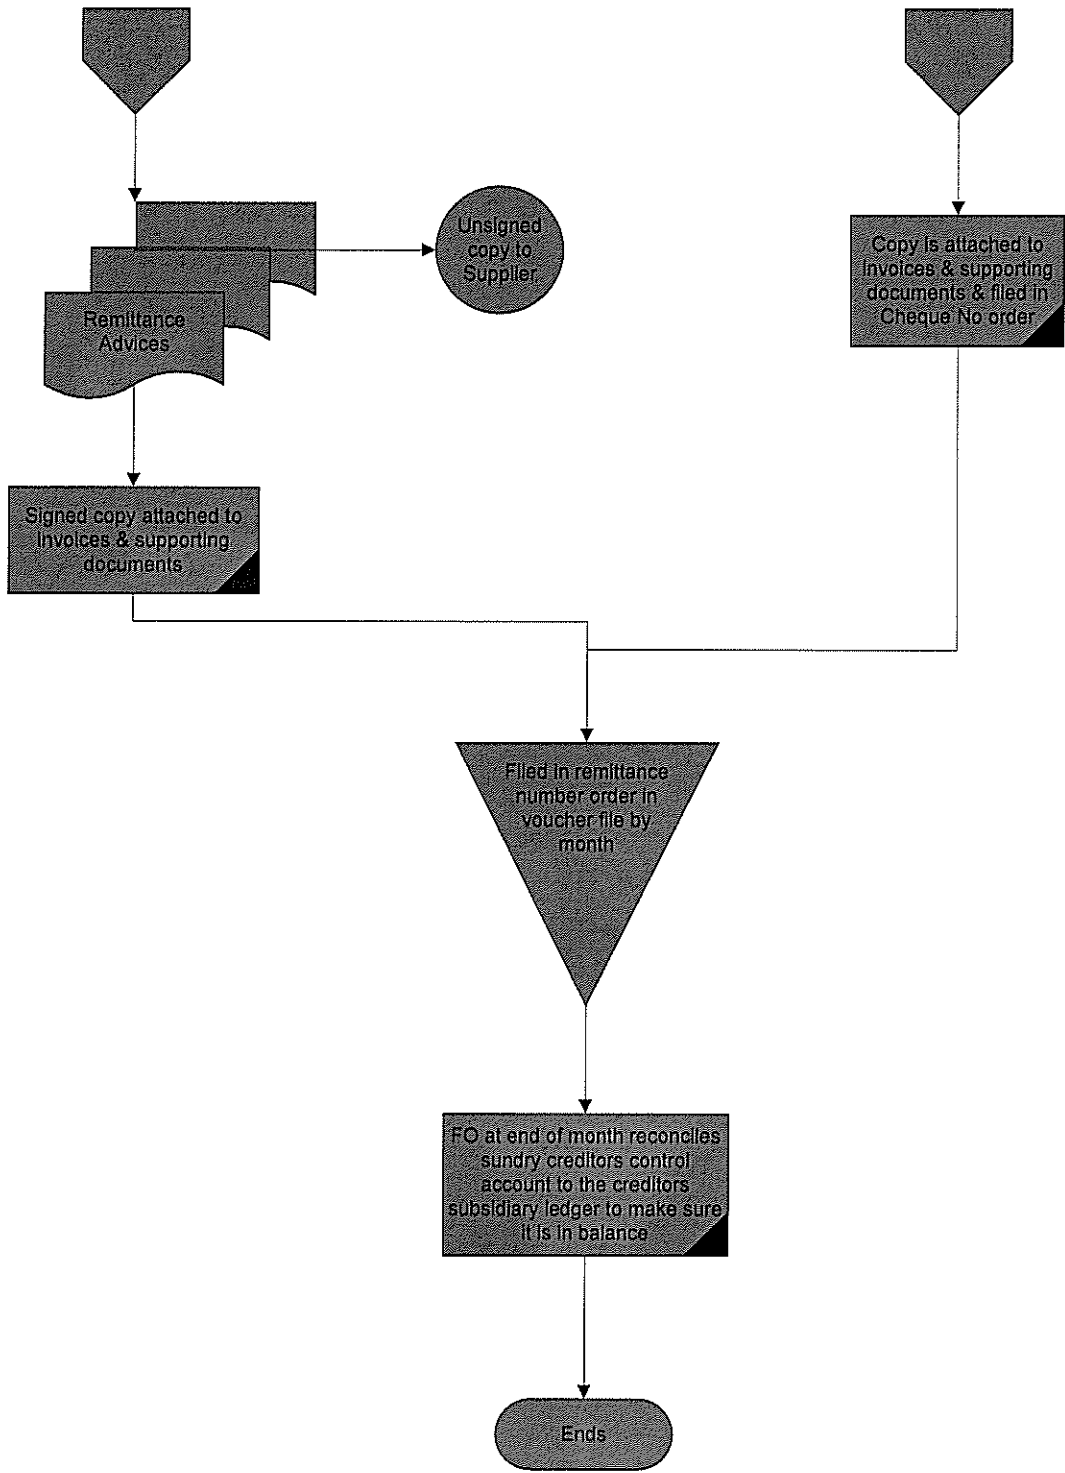 Unsigned
copy to
Supplier
Copy is attached to
invoices & supporting
documents & filed in
Cheque No order
Remittance
Advices
Signed copy attached to
invoices & supporting
documents
Filed in remittance
number order in
voucher file by
month
FO at end of month reconciles
sundry creditors control
account to the creditors
subsidiary ledger to make sure
it is in balance
Ends